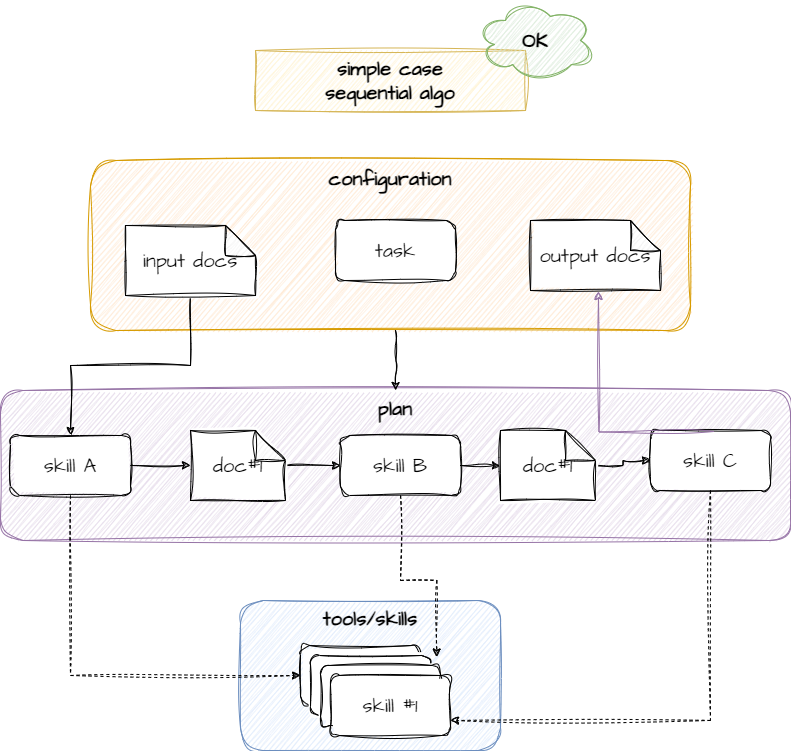 OK
simple case
sequential algo
configuration
input docs
task
output docs
plan
skill A
doc#1
skill B
doc#1
skill C
tools/skills
skill #1